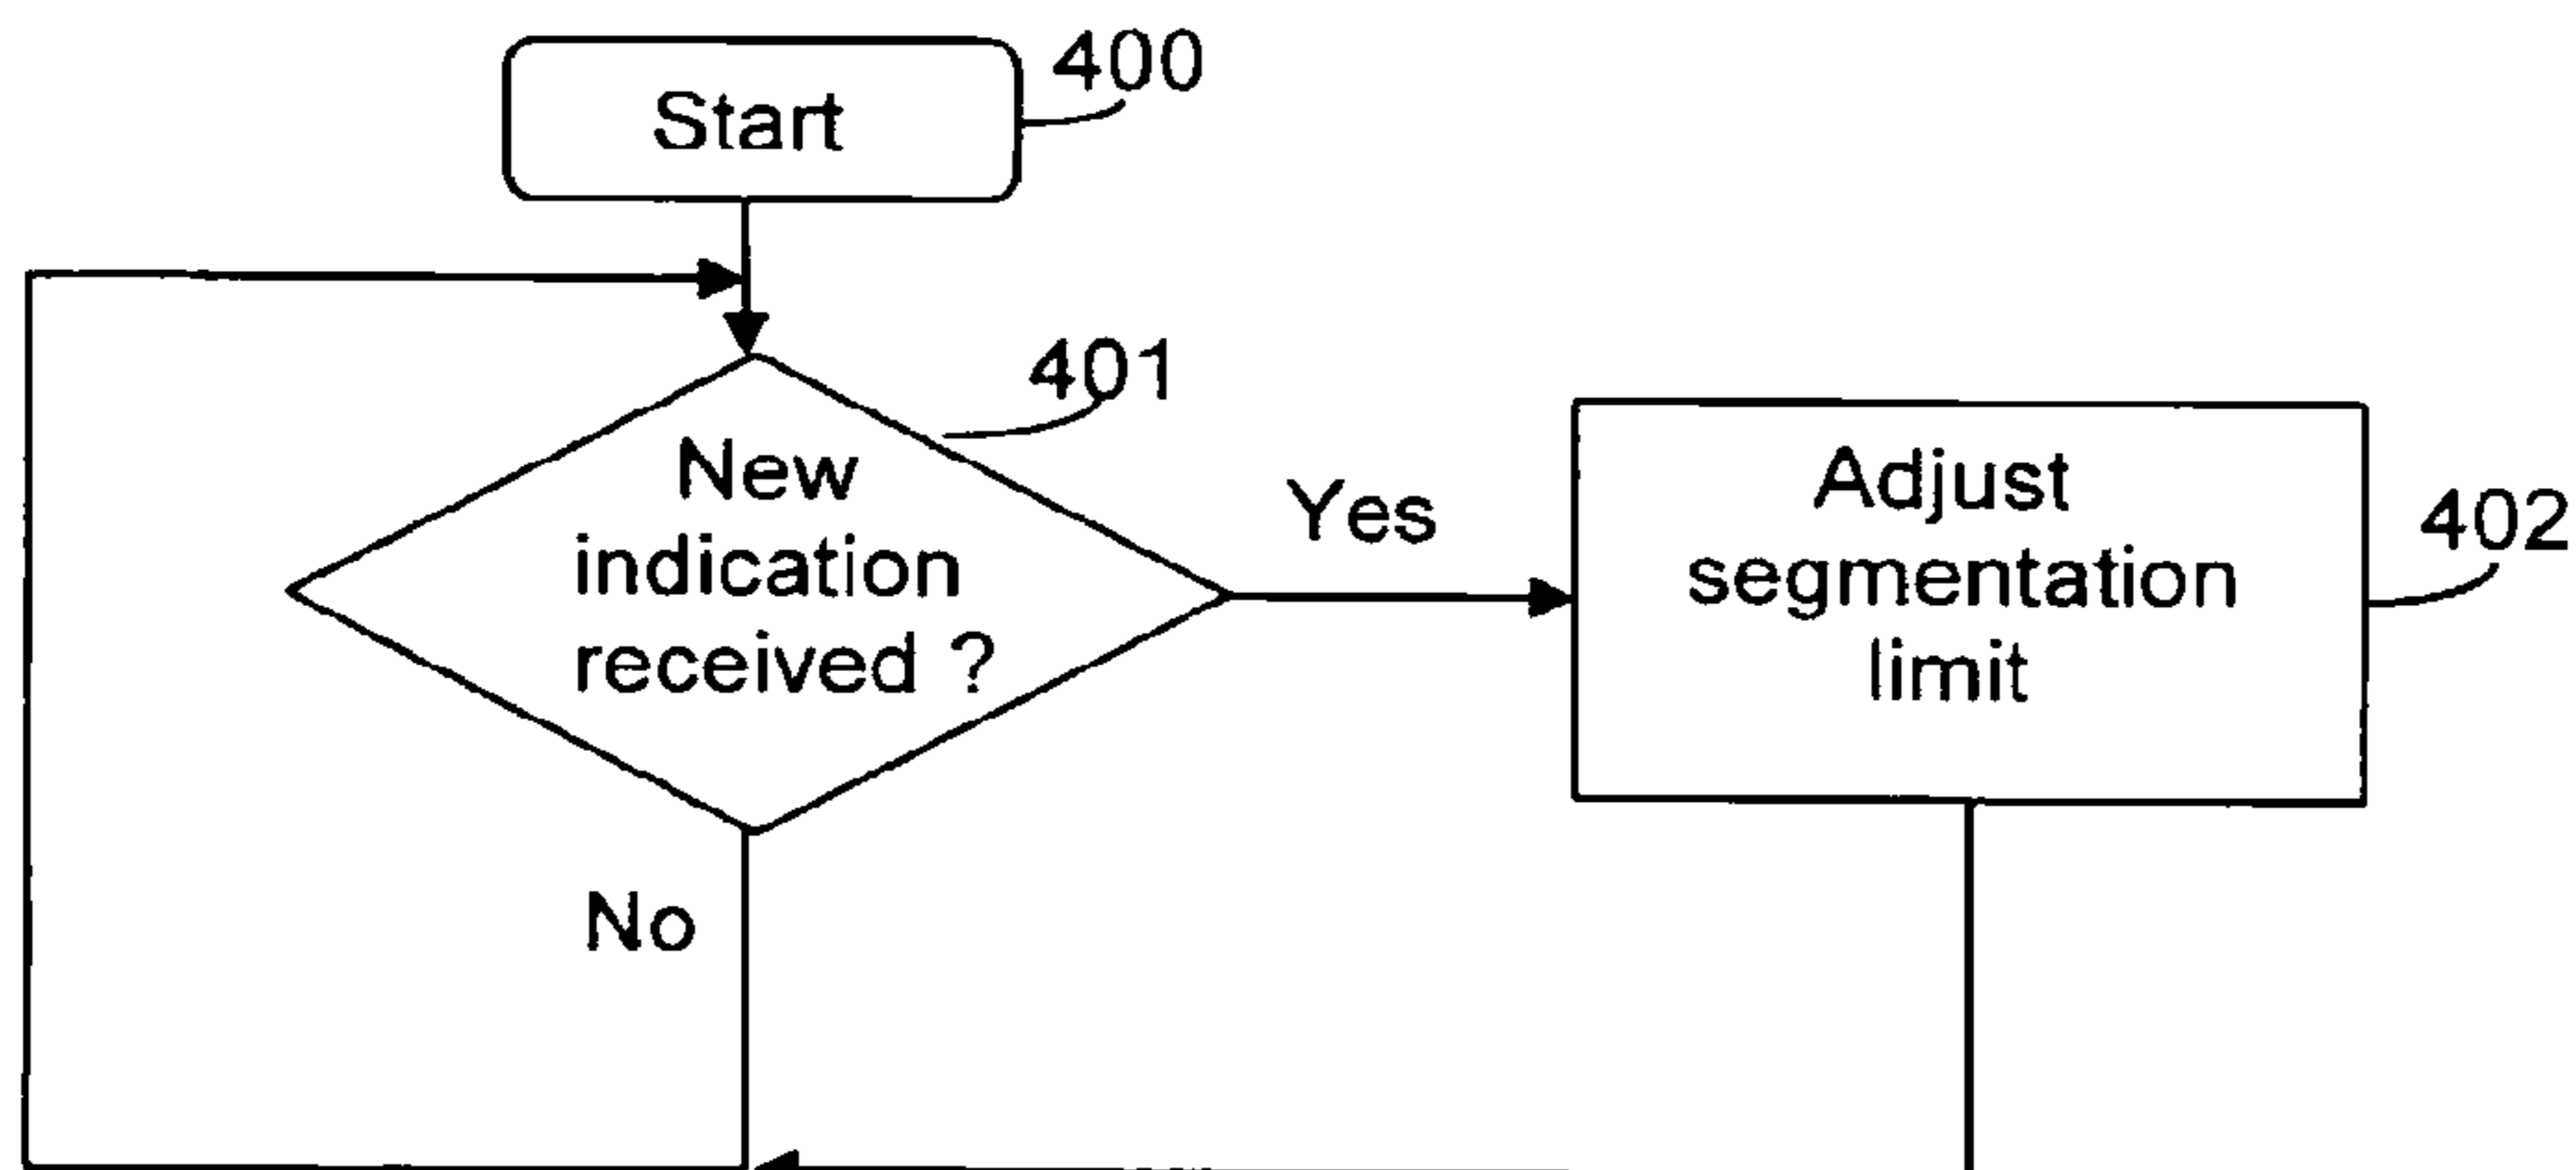 Start
400
401
New
indication
received ?
Yes
Adjust
segmentation
limit
402
No